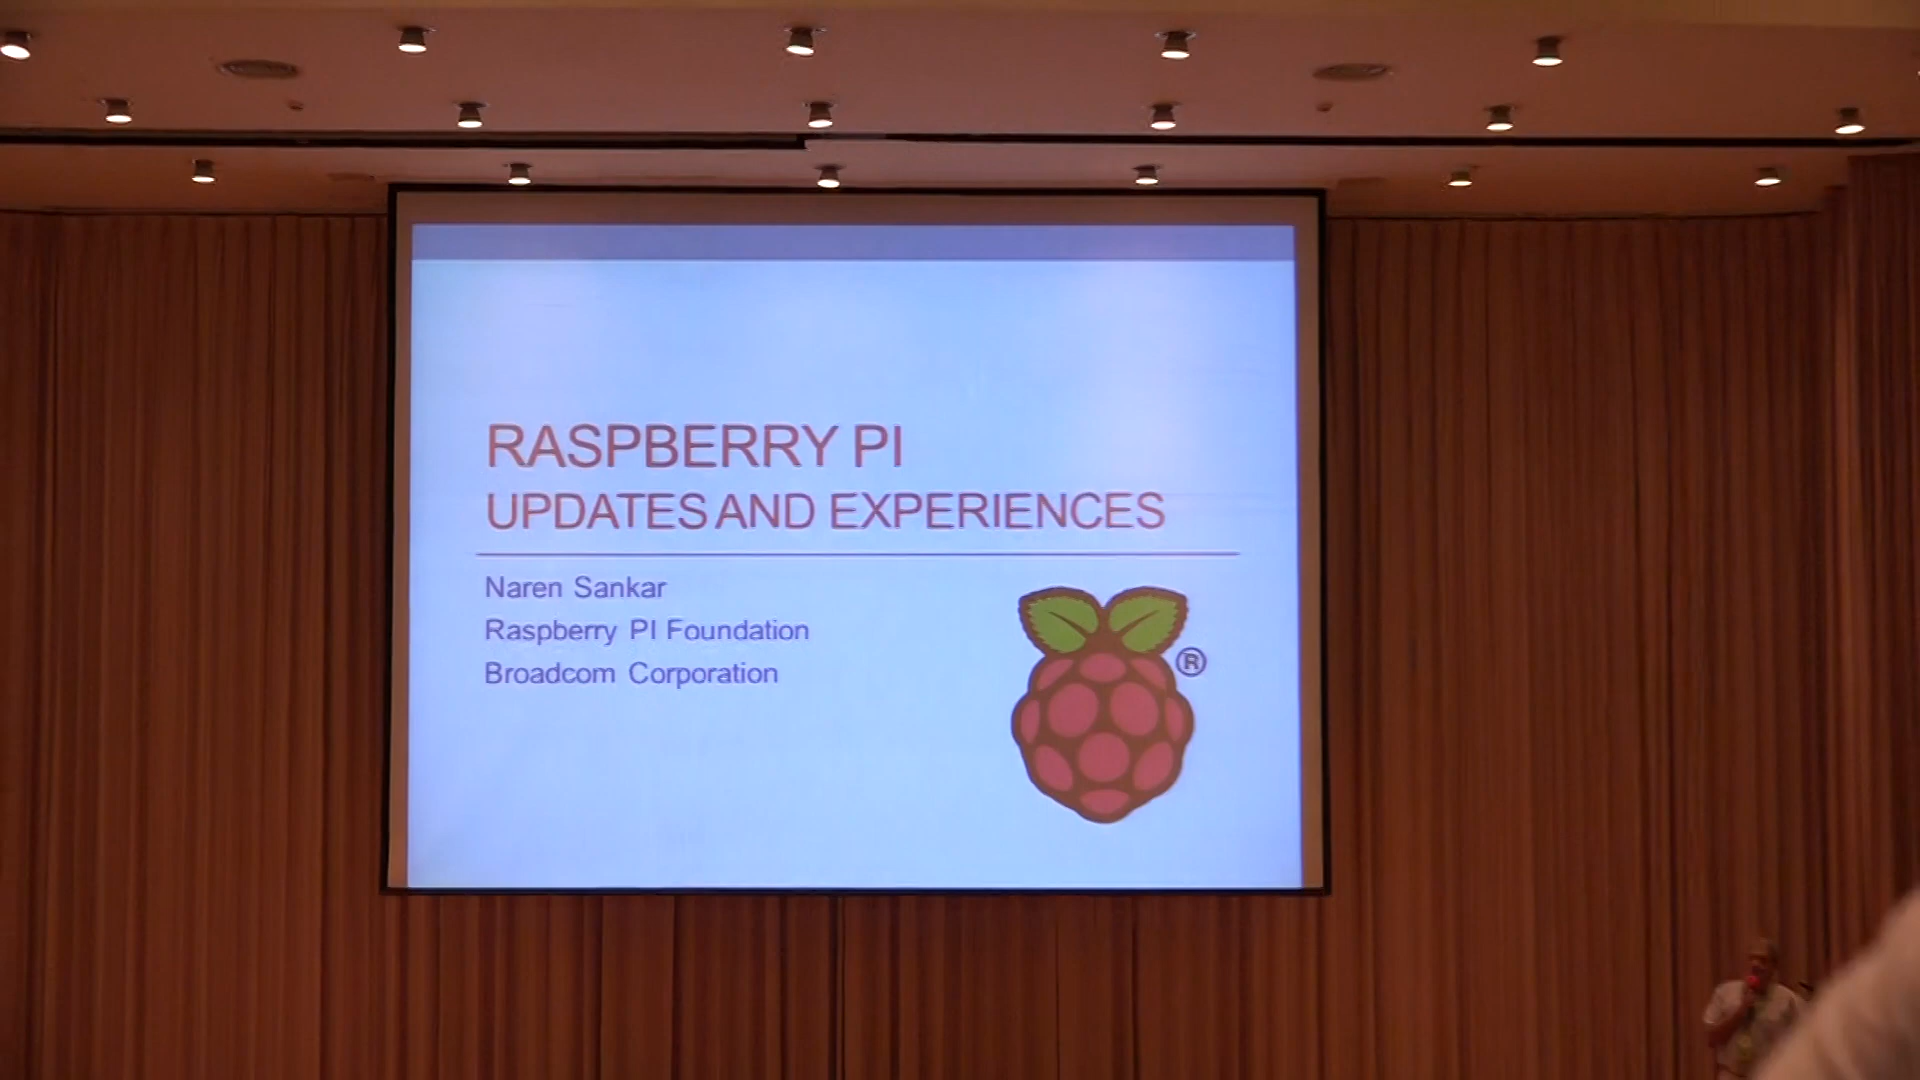 RASPBERRY PI
UPDATES AND EXPERIENCES
Naren Sankar
Raspberry PI Foundation
Broadcom Corporation
®